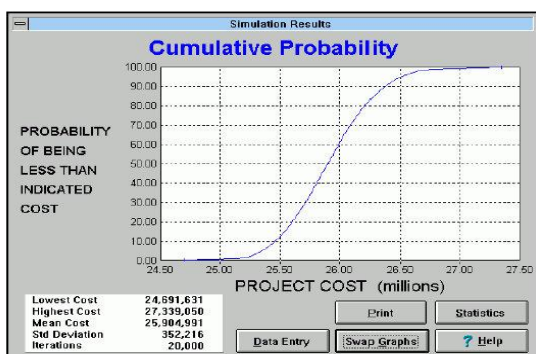 Simulation Results
Cumulative Probability
PROBABILITY
OF BEING
LESS THAN
INDICATED
COST
100.00
90.00
80.00
70.00
60.00
50.00
40.00
30.00
20.00
10.00
0.00
24.50 25.00 25.50 26.00 26.50 27.00 27.50
PROJECT COST (millions)
Lowest Cost 24,691,631
Highest Cost 27,339,050
Mean Cost 25,904,991
Std Deviation 352,216
Iterations 20,000
Print Statistics
Data Entry Swap Graphs ? Help